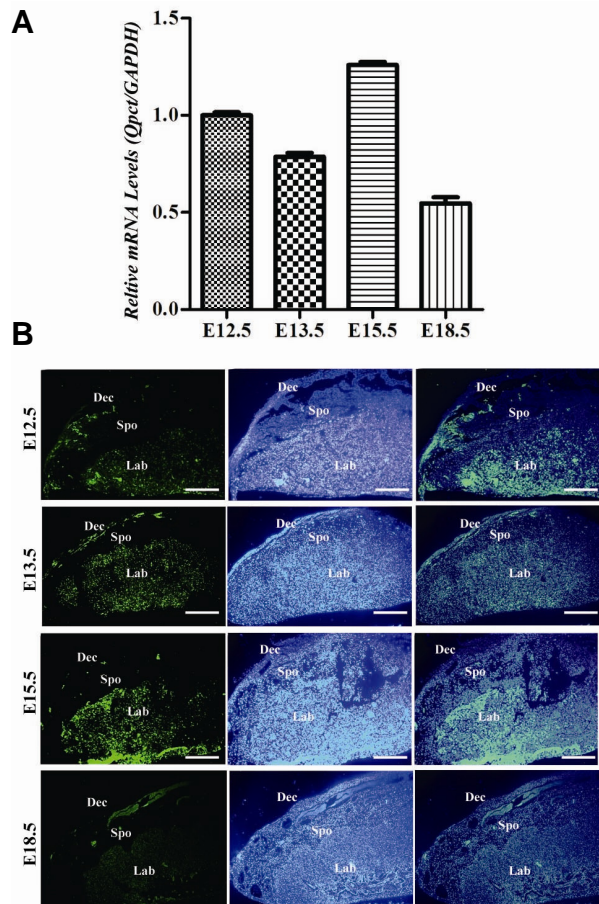 A
Reltive mRNA Levels (Qpct/GAPDH)
1.5
1.0
0.5
0.0
E12.5 E13.5 E15.5 E18.5
B
E12.5
Dec Dec Dec
Spo Spo Spo
Lab Lab Lab
E13.5
Dec Dec Dec
Spo Spo Spo
Lab Lab Lab
E15.5
Dec Dec Dec
Spo Spo Spo
Lab Lab Lab
E18.5
Dec Dec Dec
Spo Spo Spo
Lab Lab Lab